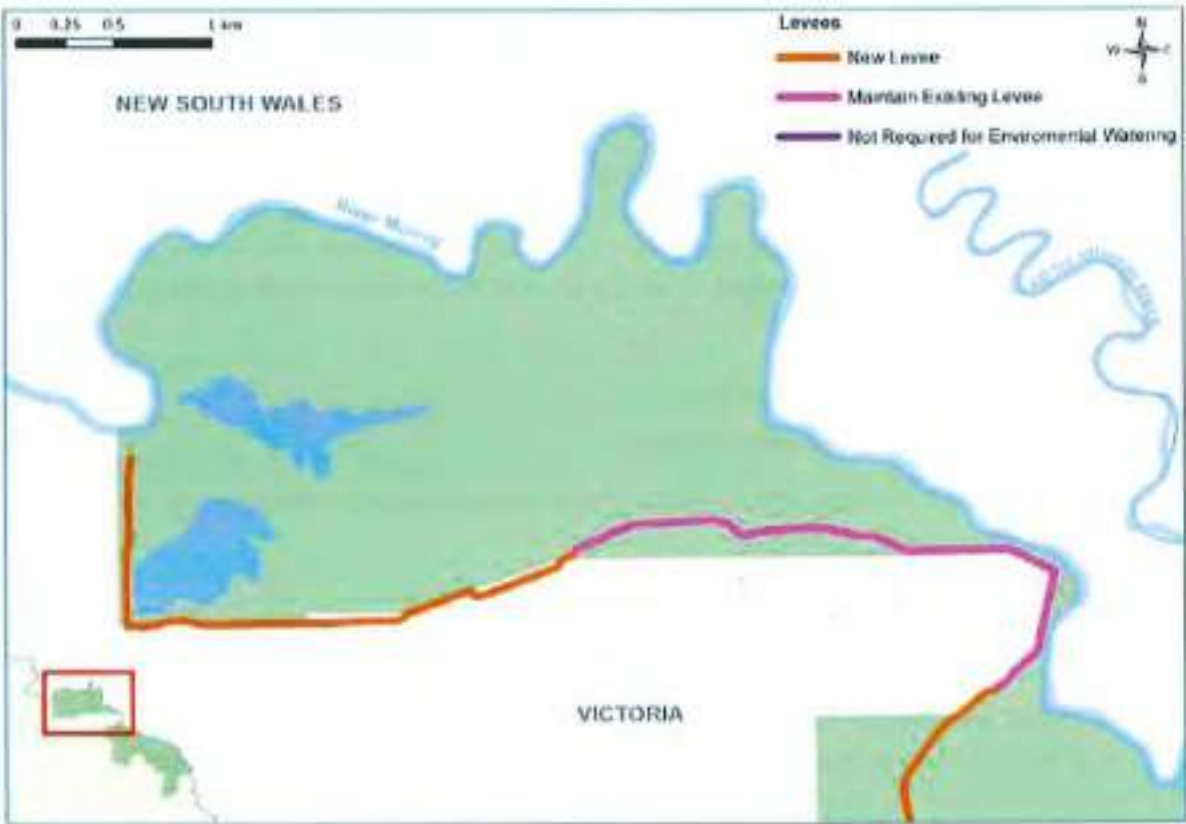 0 0.25 0.5 1 km
Levees
New Levee
Maintain Existing Levee
Not Required for Enviromental Watering
N
W E
S
NEW SOUTH WALES
River Murray
VICTORIA